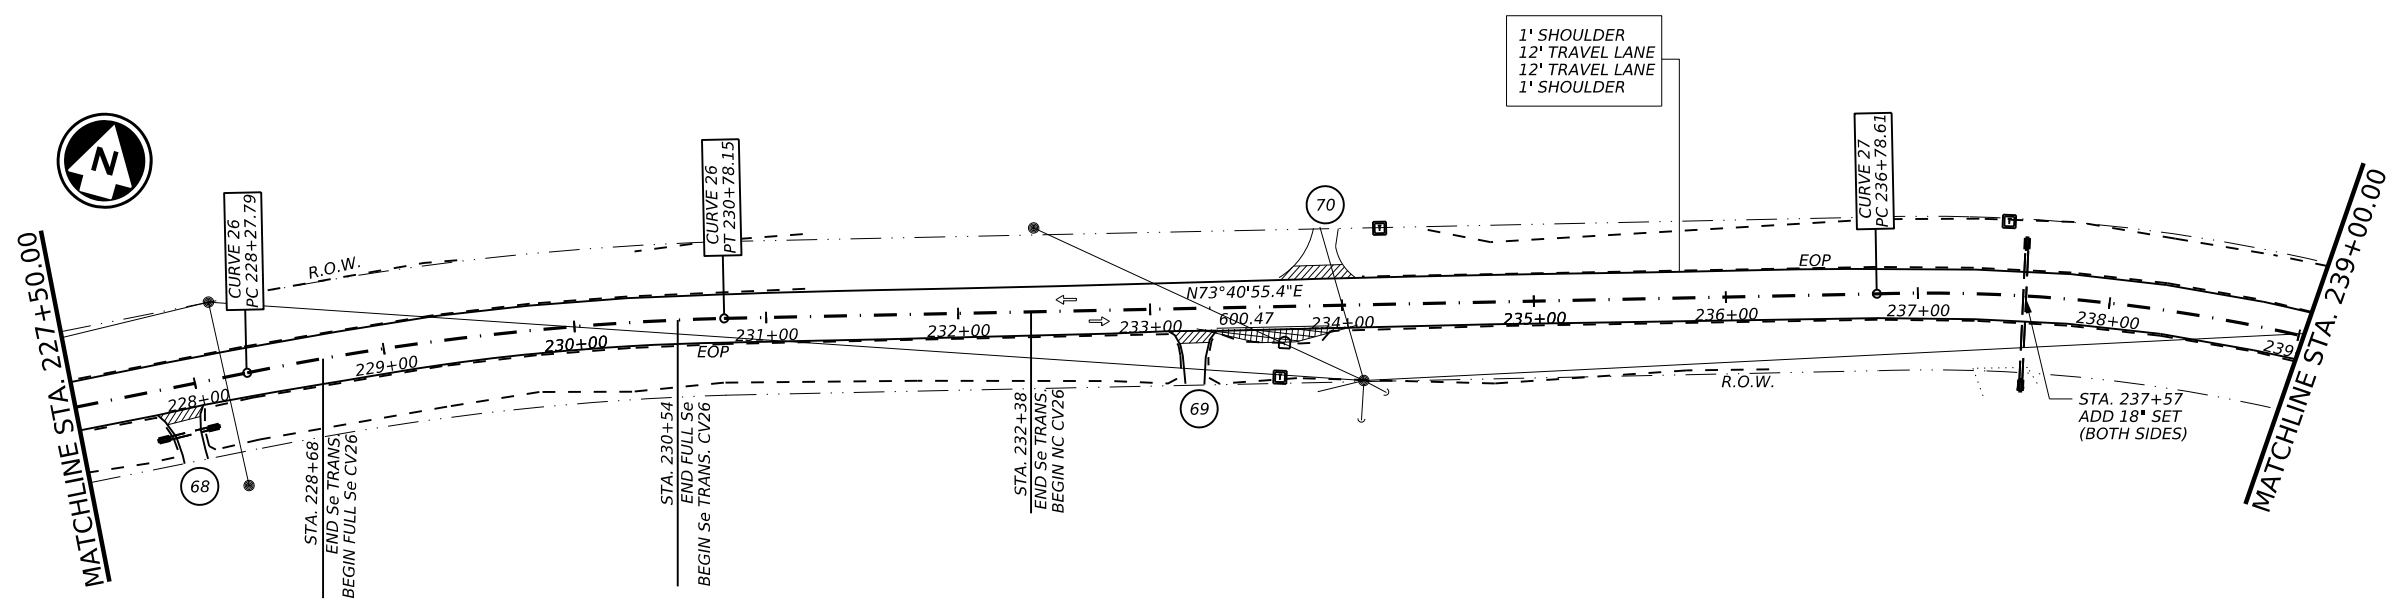 1' SHOULDER
12' TRAVEL LANE
12' TRAVEL LANE
1' SHOULDER
N
MATCHLINE STA. 227+50.00
CURVE 26
PC 228+27.79
CURVE 26
PT 230+78.15
CURVE 27
PC 236+78.61
MATCHLINE STA. 239+00.00
R.O.W.
70
T
T
EOP
N73°40'55.4"E
600.47
228+00
229+00
230+00
231+00
232+00
233+00
234+00
235+00
236+00
237+00
238+00
239
EOP
T
R.O.W.
68
69
STA. 228+68
END Se TRANS.
BEGIN FULL Se CV26
STA. 230+54
END FULL Se
BEGIN Se TRANS. CV26
STA. 232+38
END Se TRANS.
BEGIN NC CV26
STA. 237+57
ADD 18" SET
(BOTH SIDES)